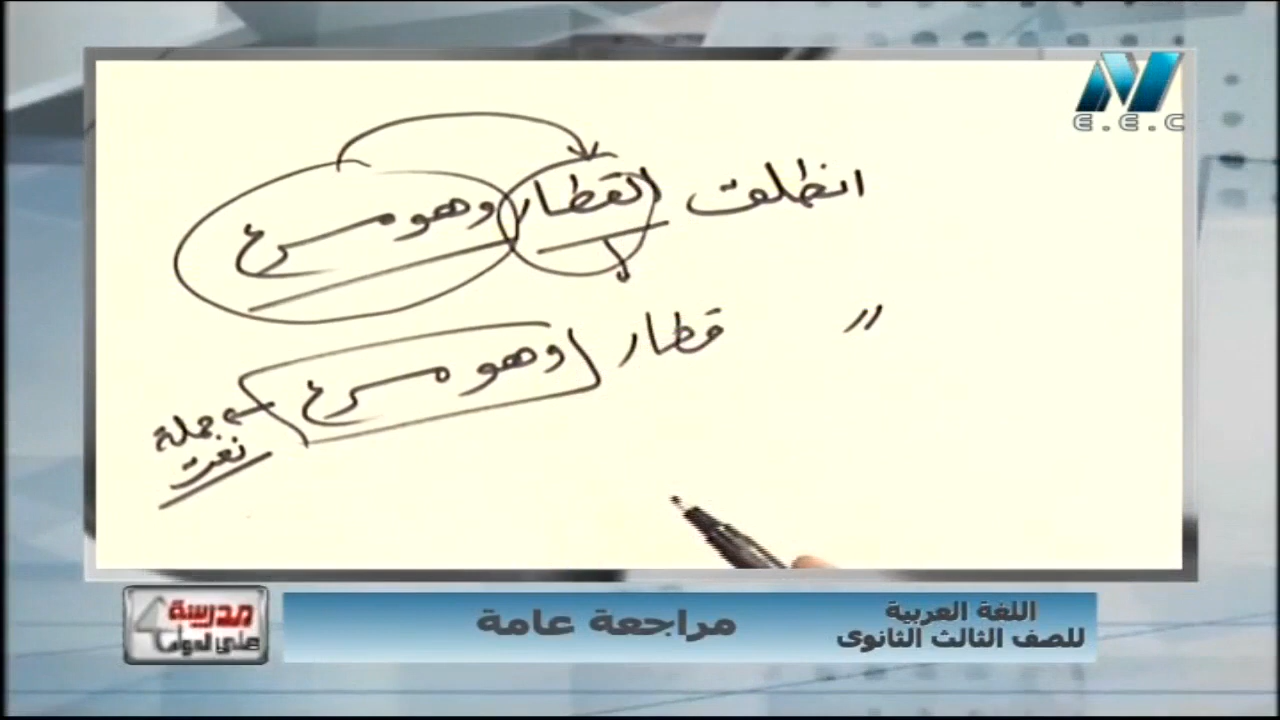 E.E.C
انطلق القطار وهو مسرع
〃 قطار وهو مسرع
جملة
نعت
مدرسة
على الهواء
اللغة العربية
للصف الثالث الثانوى
مراجعة عامة